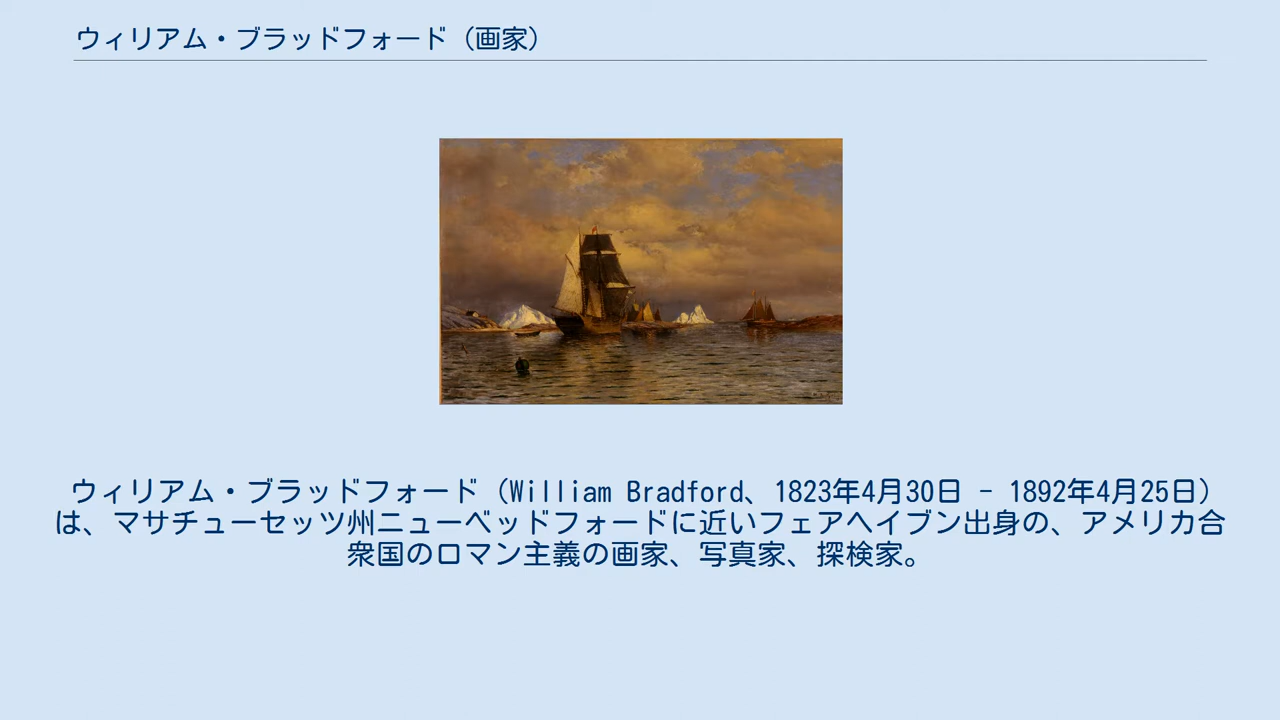 ウィリアム・ブラッドフォード（画家）
ウィリアム・ブラッドフォード（William Bradford、1823年4月30日 – 1892年4月25日）
は、マサチューセッツ州ニューベッドフォードに近いフェアヘイブン出身の、アメリカ合
衆国のロマン主義の画家、写真家、探検家。